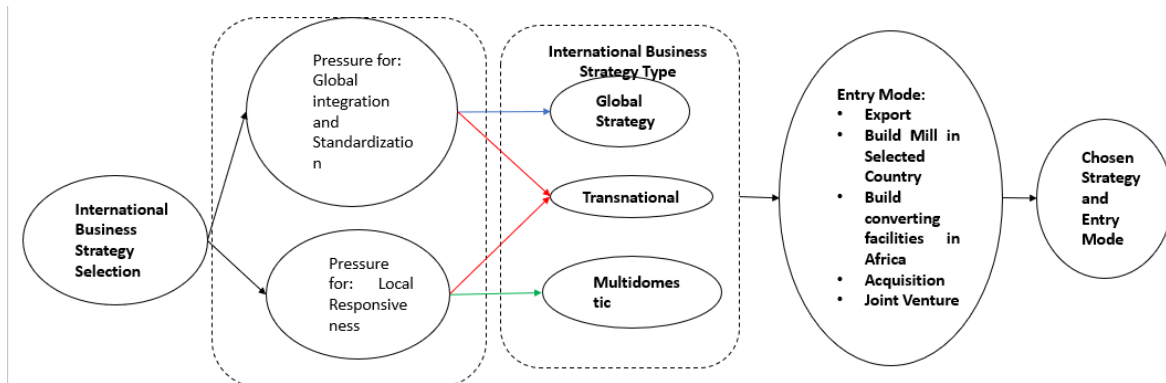 International
Business
Strategy
Selection
Pressure for:
Global
integration
and
Standardizatio
n
Pressure
for: Local
Responsive
ness
International Business
Strategy Type
Global
Strategy
Transnational
Multidomes
tic
Entry Mode:
• Export
• Build Mill in
Selected
Country
• Build
converting
facilities in
Africa
• Acquisition
• Joint Venture
Chosen
Strategy
and
Entry
Mode